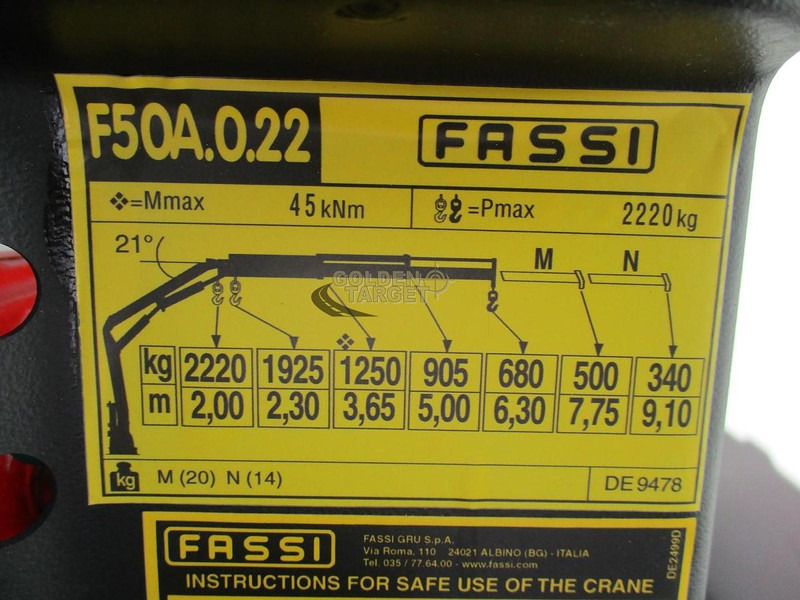 F50A.0.22 FASSI
❖=Mmax 45 kNm =Pmax 2220 kg
21°
M N
GOLDEN
TARGET
❖
kg 2220 1925 1250 905 680 500 340
m 2,00 2,30 3,65 5,00 6,30 7,75 9,10
kg M (20) N (14) DE 9478
FASSI
FASSI GRU S.p.A.
Via Roma, 110 24021 ALBINO (BG) - ITALIA
Tel. 035 / 77.64.00 - www.fassi.com
DE2499D
INSTRUCTIONS FOR SAFE USE OF THE CRANE